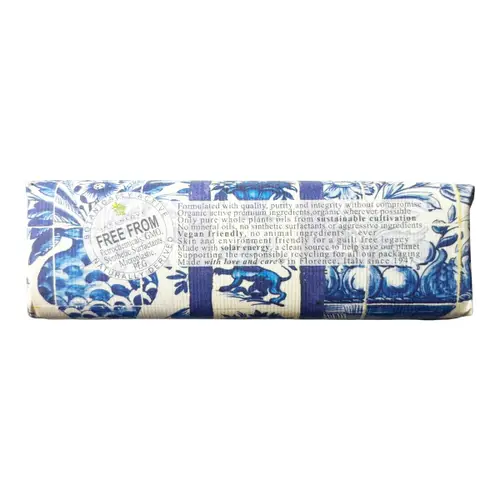 FREE FROM
Formulated with quality, purity and integrity without compromise
Organic active premium ingredients, organic wherever possible
Only pure whole plants oils from sustainable cultivation
No mineral oils, no synthetic surfactants or aggressive additives
Vegan friendly, no animal ingredients ever
Skin and environment friendly for a guilt free legacy
Made with solar energy, a clean source to help save our planet
Supporting the responsible recycling for all our packaging
Made with love and care® in Florence, Italy since 1947